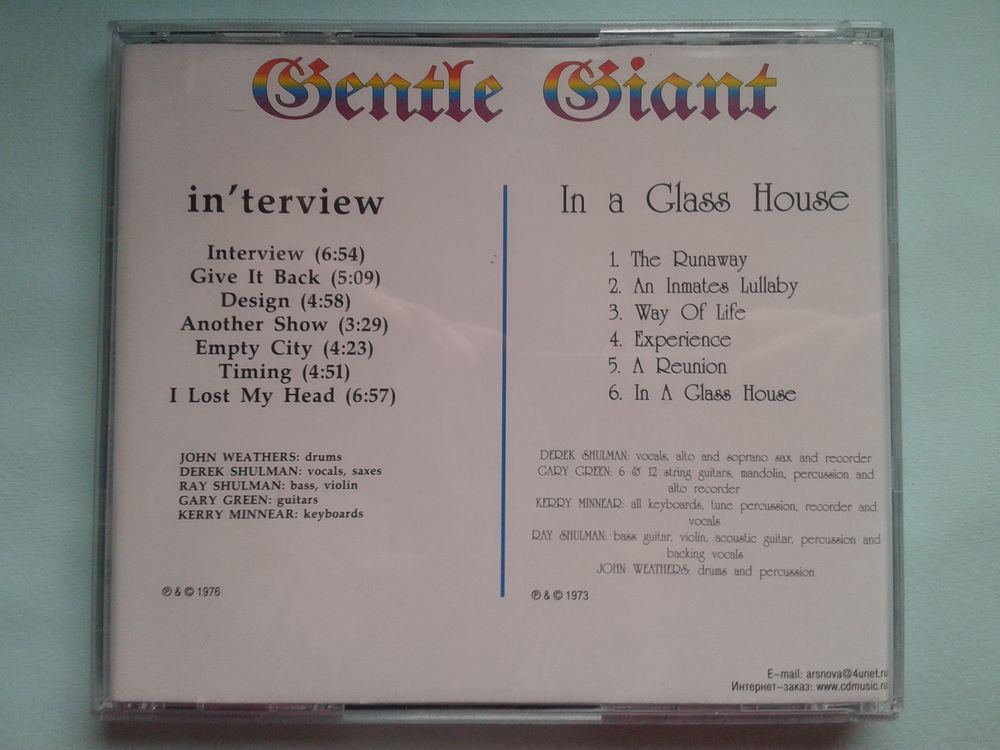 Gentle Giant
in'terview
Interview (6:54)
Give It Back (5:09)
Design (4:58)
Another Show (3:29)
Empty City (4:23)
Timing (4:51)
I Lost My Head (6:57)
JOHN WEATHERS: drums
DEREK SHULMAN: vocals, saxes
RAY SHULMAN: bass, violin
GARY GREEN: guitars
KERRY MINNEAR: keyboards
℗ & © 1976
In a Glass House
1. The Runaway
2. An Inmates Lullaby
3. Way Of Life
4. Experience
5. A Reunion
6. In A Glass House
DEREK SHULMAN: vocals, alto and soprano sax and recorder
GARY GREEN: 6 & 12 string guitars, mandolin, percussion and
alto recorder
KERRY MINNEAR: all keyboards, tune percussion, recorder and
vocals
RAY SHULMAN: bass guitar, violin, acoustic guitar, percussion and
backing vocals
JOHN WEATHERS: drums and percussion
℗ & © 1973
E-mail: arsnova@4unet.ru
Интернет-заказ: www.cdmusic.ru